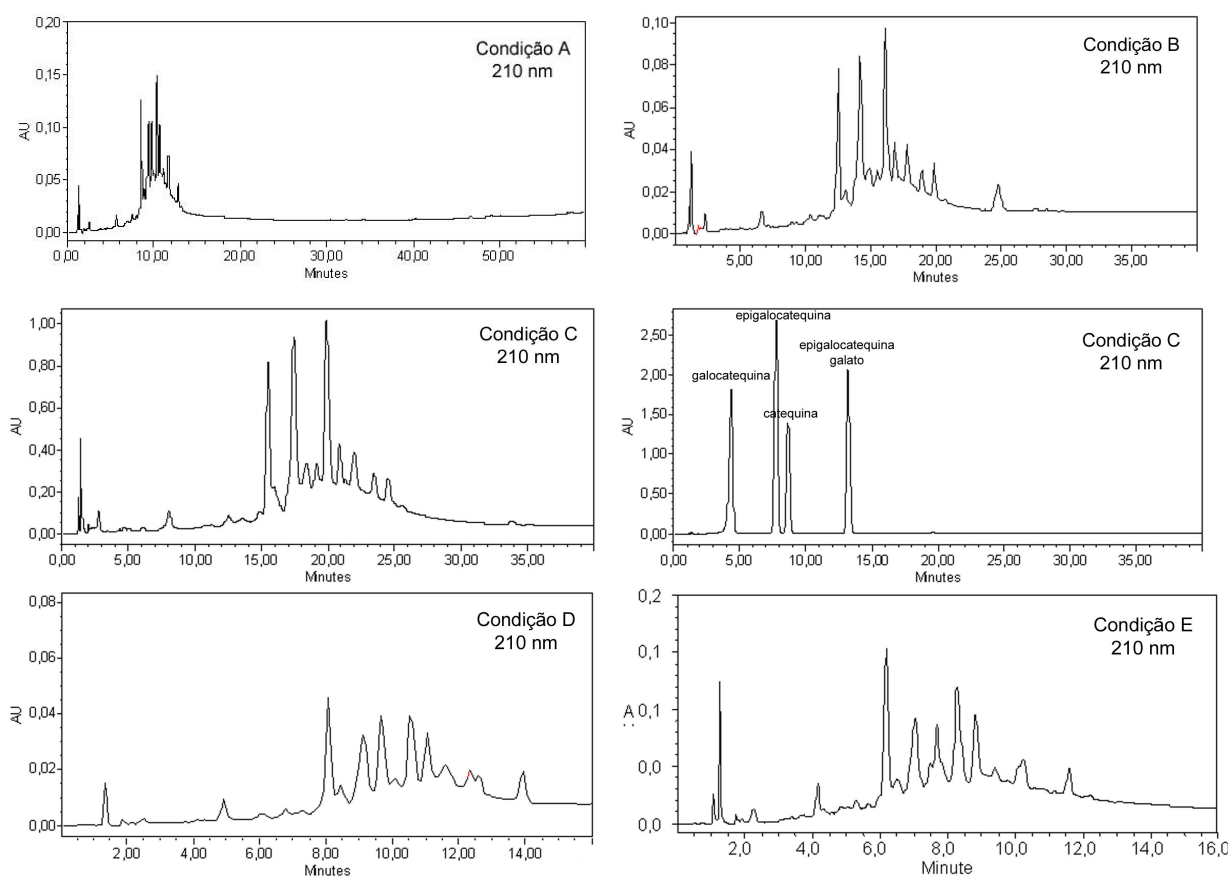 0,20
0,15
0,10
0,05
0,00
AU
Condição A
210 nm
0,00 10,00 20,00 30,00 40,00 50,00
Minutes
0,10
0,08
0,06
0,04
0,02
0,00
AU
Condição B
210 nm
5,00 10,00 15,00 20,00 25,00 30,00 35,00
Minutes
1,00
0,80
0,60
0,40
0,20
0,00
AU
Condição C
210 nm
0,00 5,00 10,00 15,00 20,00 25,00 30,00 35,00
Minutes
2,50
2,00
1,50
1,00
0,50
0,00
AU
epigalocatequina
epigalocatequina
galato
galocatequina
catequina
Condição C
210 nm
0,00 5,00 10,00 15,00 20,00 25,00 30,00 35,00
Minutes
0,08
0,06
0,04
0,02
0,00
AU
Condição D
210 nm
2,00 4,00 6,00 8,00 10,00 12,00 14,00
Minutes
0,2
0,1
0,1
0,0
0,0
A
Condição E
210 nm
2,0 4,0 6,0 8,0 10,0 12,0 14,0 16,0
Minute